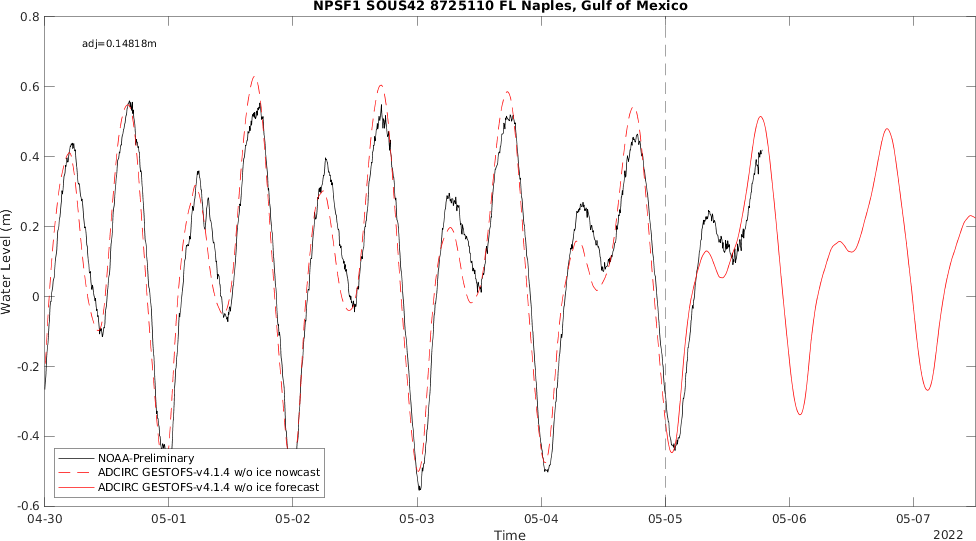 NPSF1 SOUS42 8725110 FL Naples, Gulf of Mexico
adj=0.14818m
Water Level (m)
0.8
0.6
0.4
0.2
0
-0.2
-0.4
-0.6
NOAA-Preliminary
ADCIRC GESTOFS-v4.1.4 w/o ice nowcast
ADCIRC GESTOFS-v4.1.4 w/o ice forecast
04-30 05-01 05-02 05-03 05-04 05-05 05-06 05-07
Time
2022